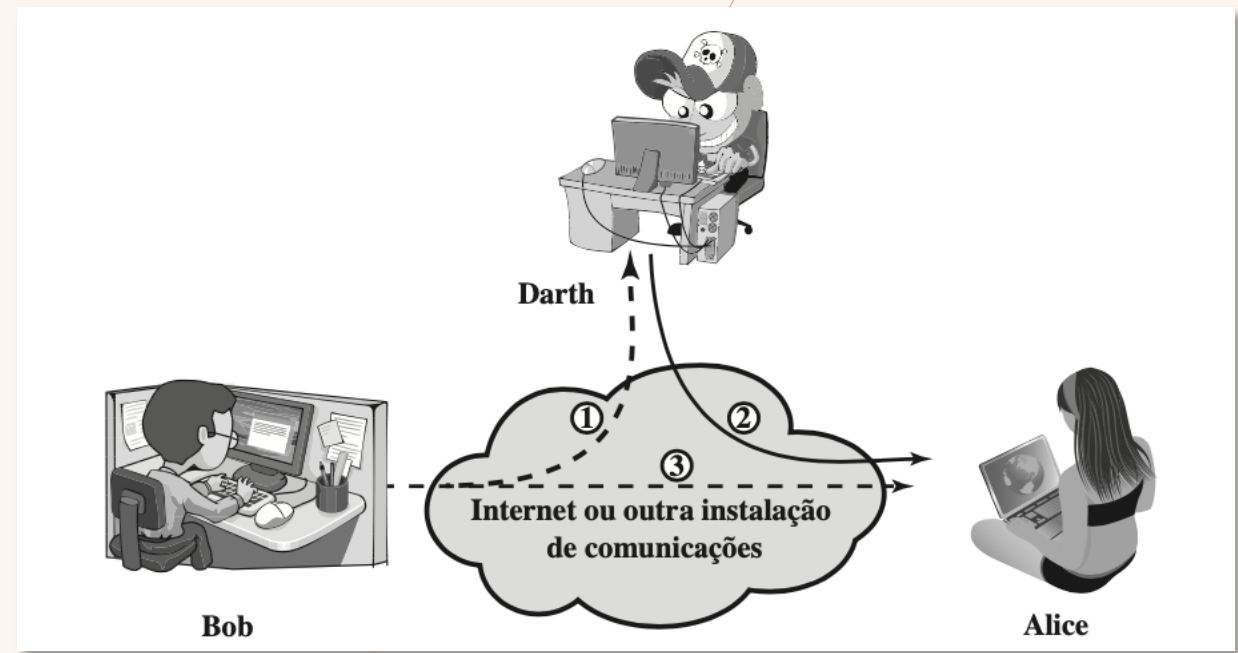 Darth
①
②
③
Internet ou outra instalação
de comunicações
Bob
Alice